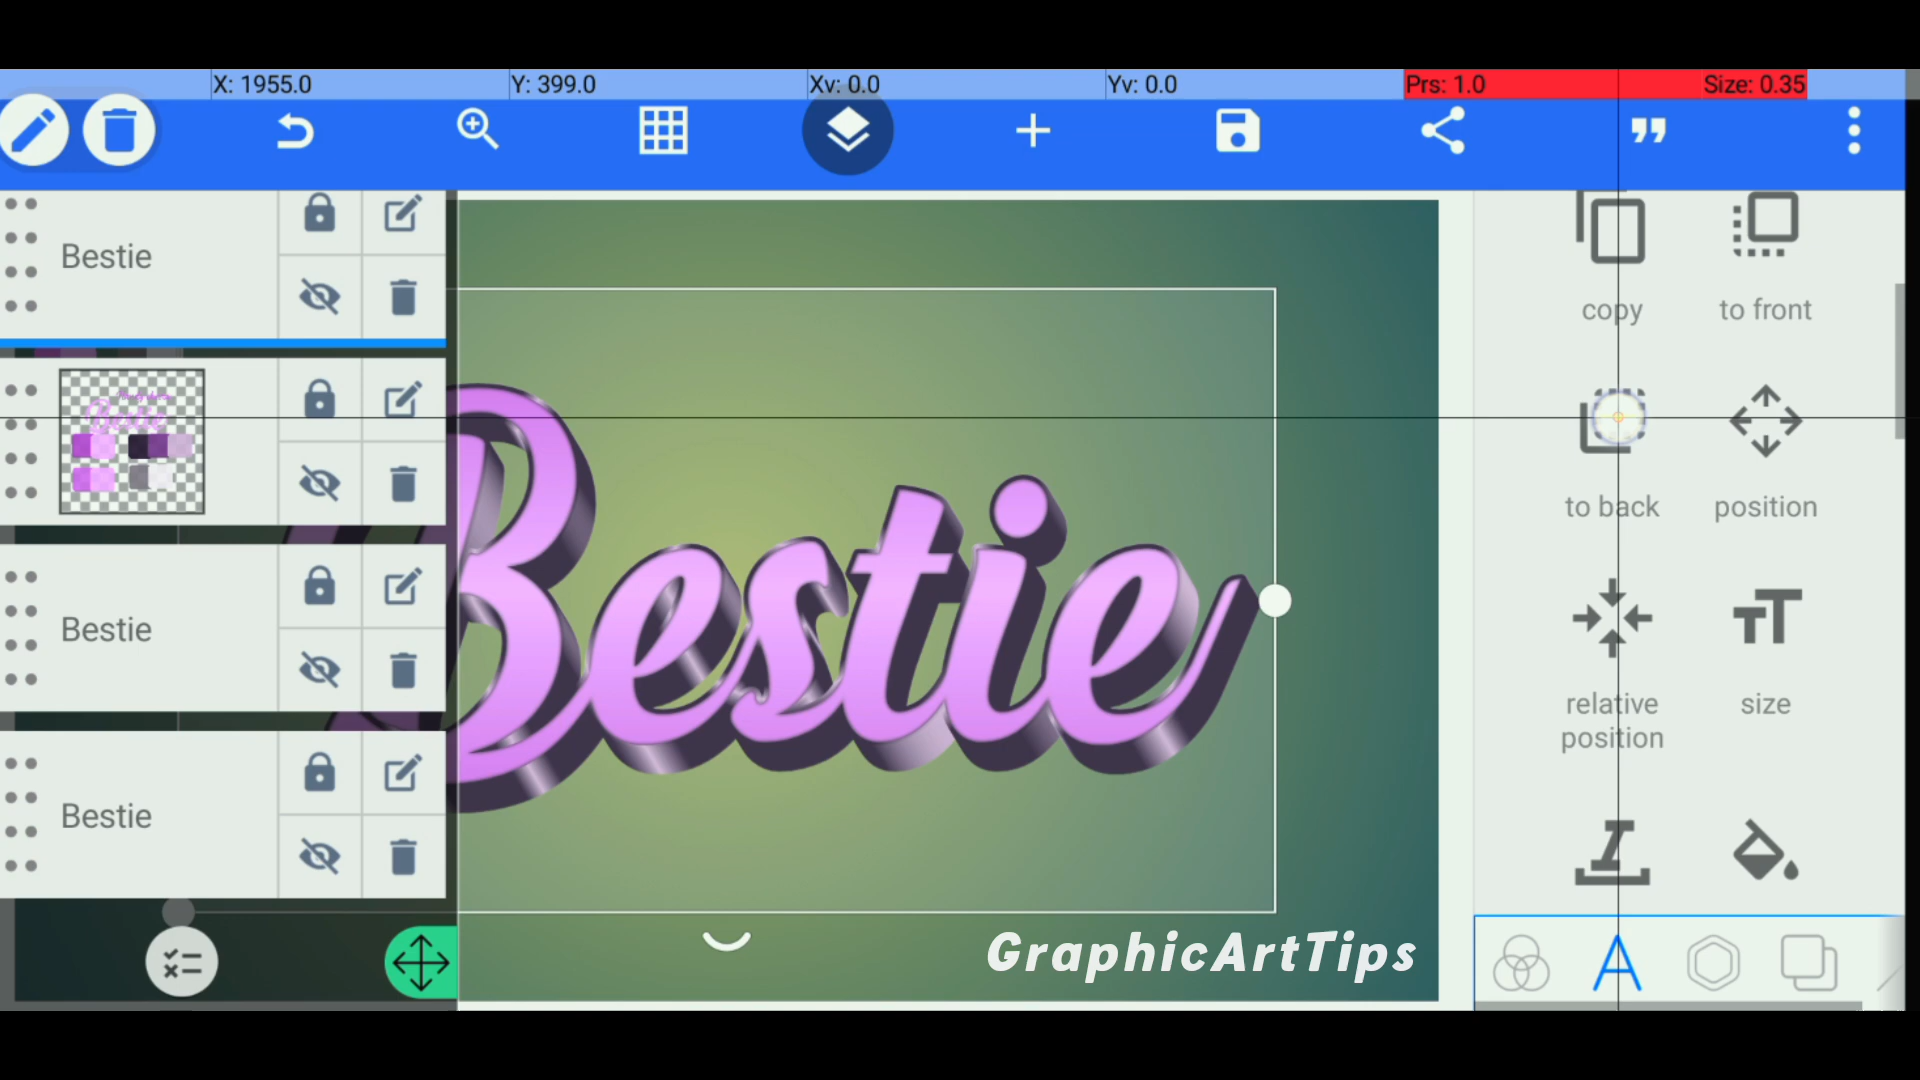 X: 1955.0 Y: 399.0 Xv: 0.0 Yv: 0.0 Prs: 1.0 Size: 0.35
Bestie
Bestie
Bestie
Bestie
Bestie
copy to front
to back position
relative position size
GraphicArtTips